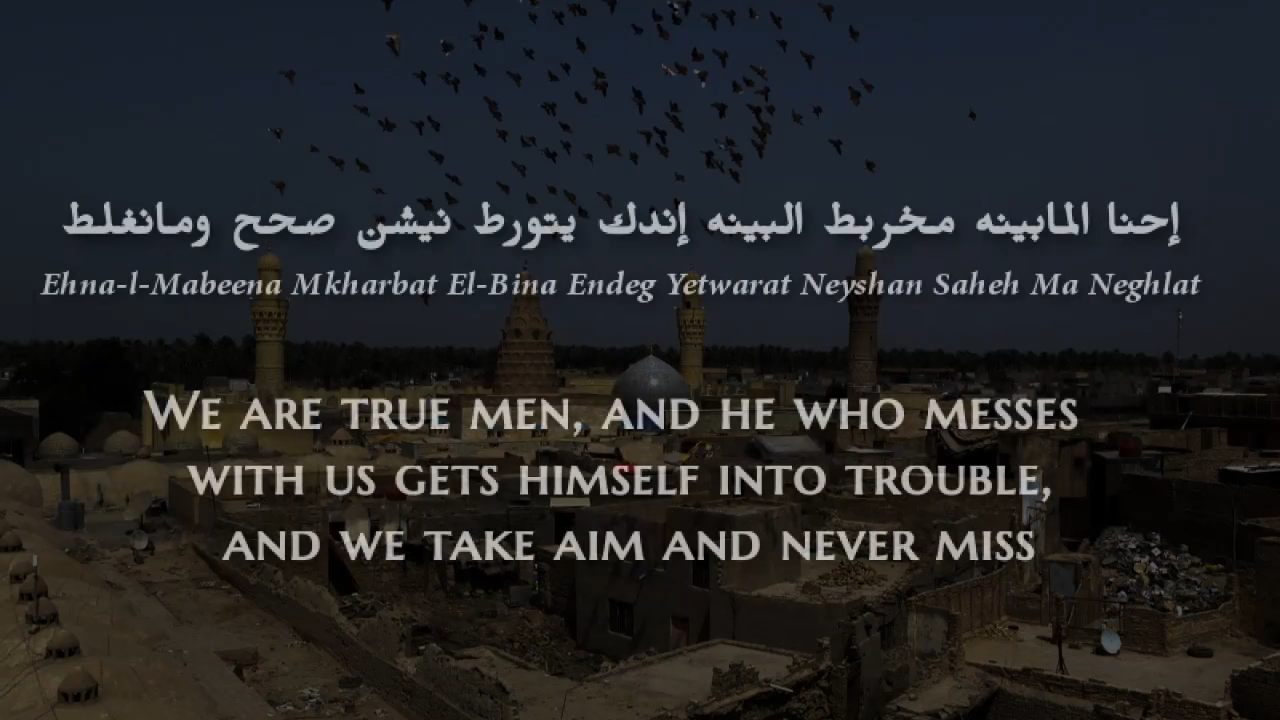 إحنا المابينه مخربط البينه إندك يتورط نيشن صحح ومانغلط
Ehna-l-Mabeena Mkharbat El-Bina Endeg Yetwarat Neyshan Saheh Ma Neghlat
WE ARE TRUE MEN, AND HE WHO MESSES
WITH US GETS HIMSELF INTO TROUBLE,
AND WE TAKE AIM AND NEVER MISS